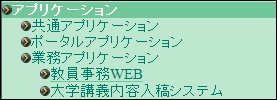 アプリケーション
共通アプリケーション
ポータルアプリケーション
業務アプリケーション
教員事務WEB
大学講義内容入稿システム